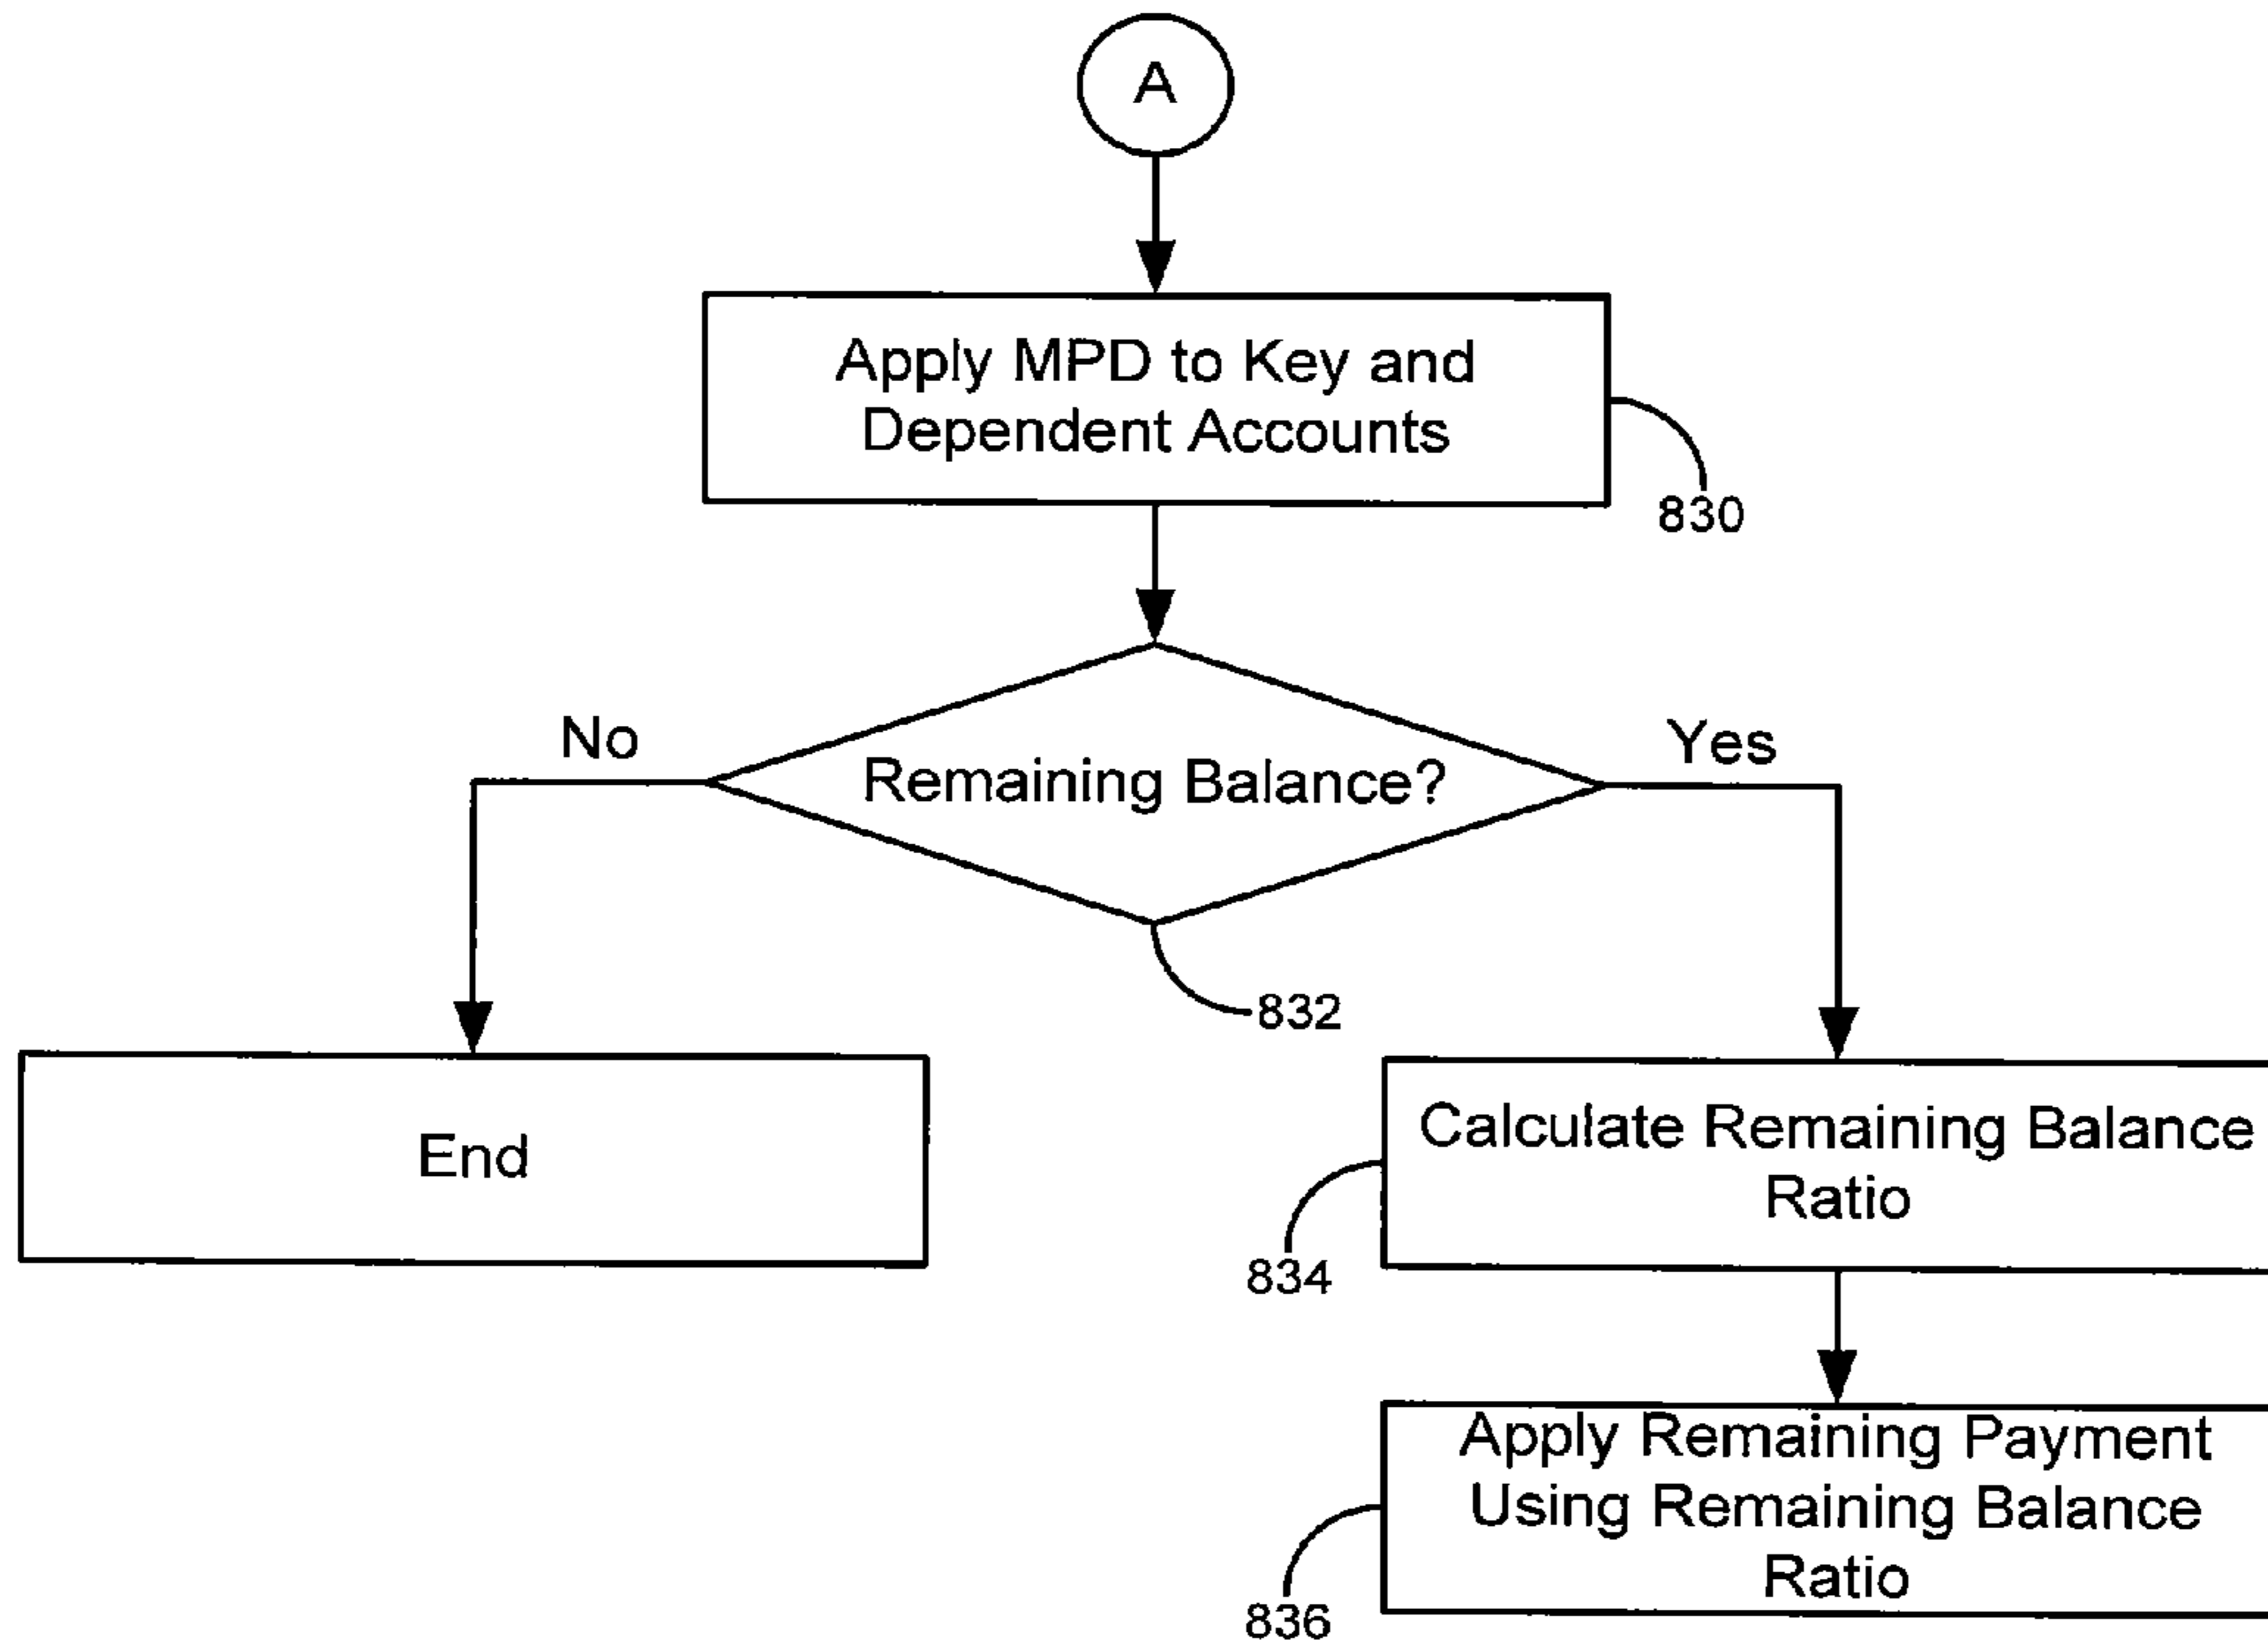 A
Apply MPD to Key and
Dependent Accounts
830
No
Yes
Remaining Balance?
832
End
Calculate Remaining Balance
Ratio
834
Apply Remaining Payment
Using Remaining Balance
Ratio
836